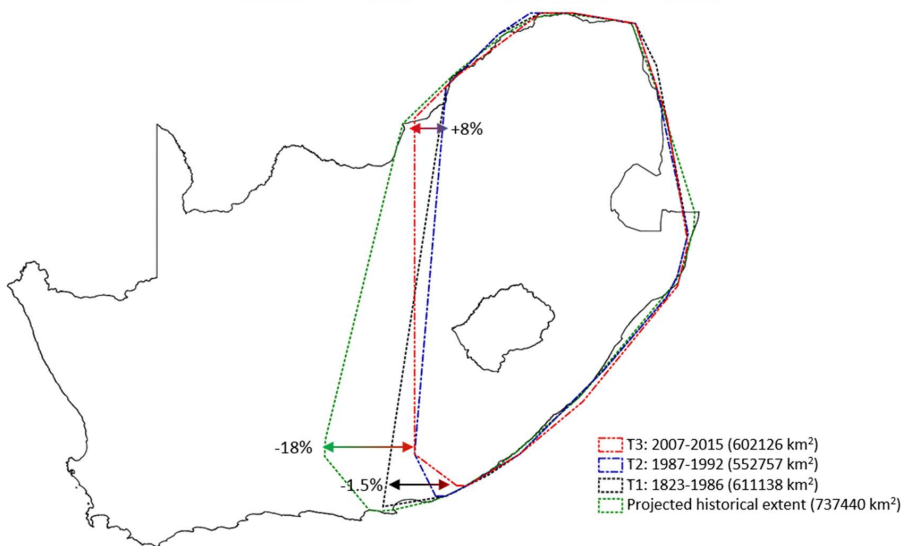 +8%
-18%
-1.5%
T3: 2007-2015 (602126 km²)
T2: 1987-1992 (552757 km²)
T1: 1823-1986 (611138 km²)
Projected historical extent (737440 km²)